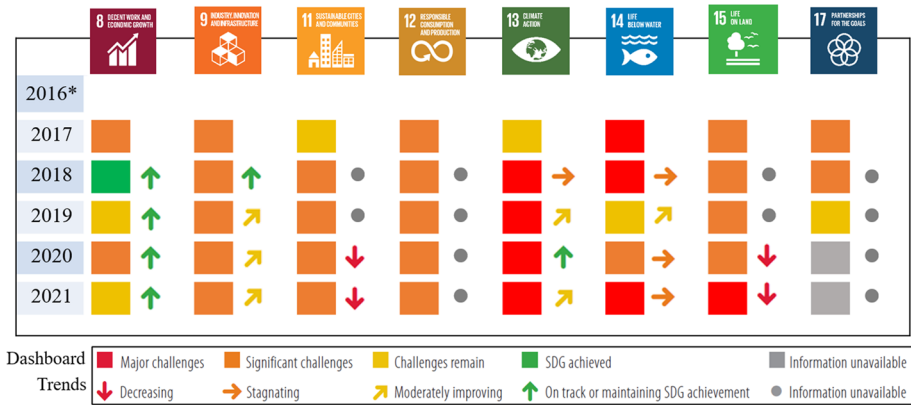 8 DECENT WORK AND
ECONOMIC GROWTH
9 INDUSTRY, INNOVATION
AND INFRASTRUCTURE
11 SUSTAINABLE CITIES
AND COMMUNITIES
12 RESPONSIBLE
CONSUMPTION
AND PRODUCTION
13 CLIMATE
ACTION
14 LIFE
BELOW WATER
15 LIFE
ON LAND
17 PARTNERSHIPS
FOR THE GOALS
2016*
2017
2018
2019
2020
2021
Dashboard
Major challenges
Significant challenges
Challenges remain
SDG achieved
Information unavailable
Trends
Decreasing
Stagnating
Moderately improving
On track or maintaining SDG achievement
Information unavailable